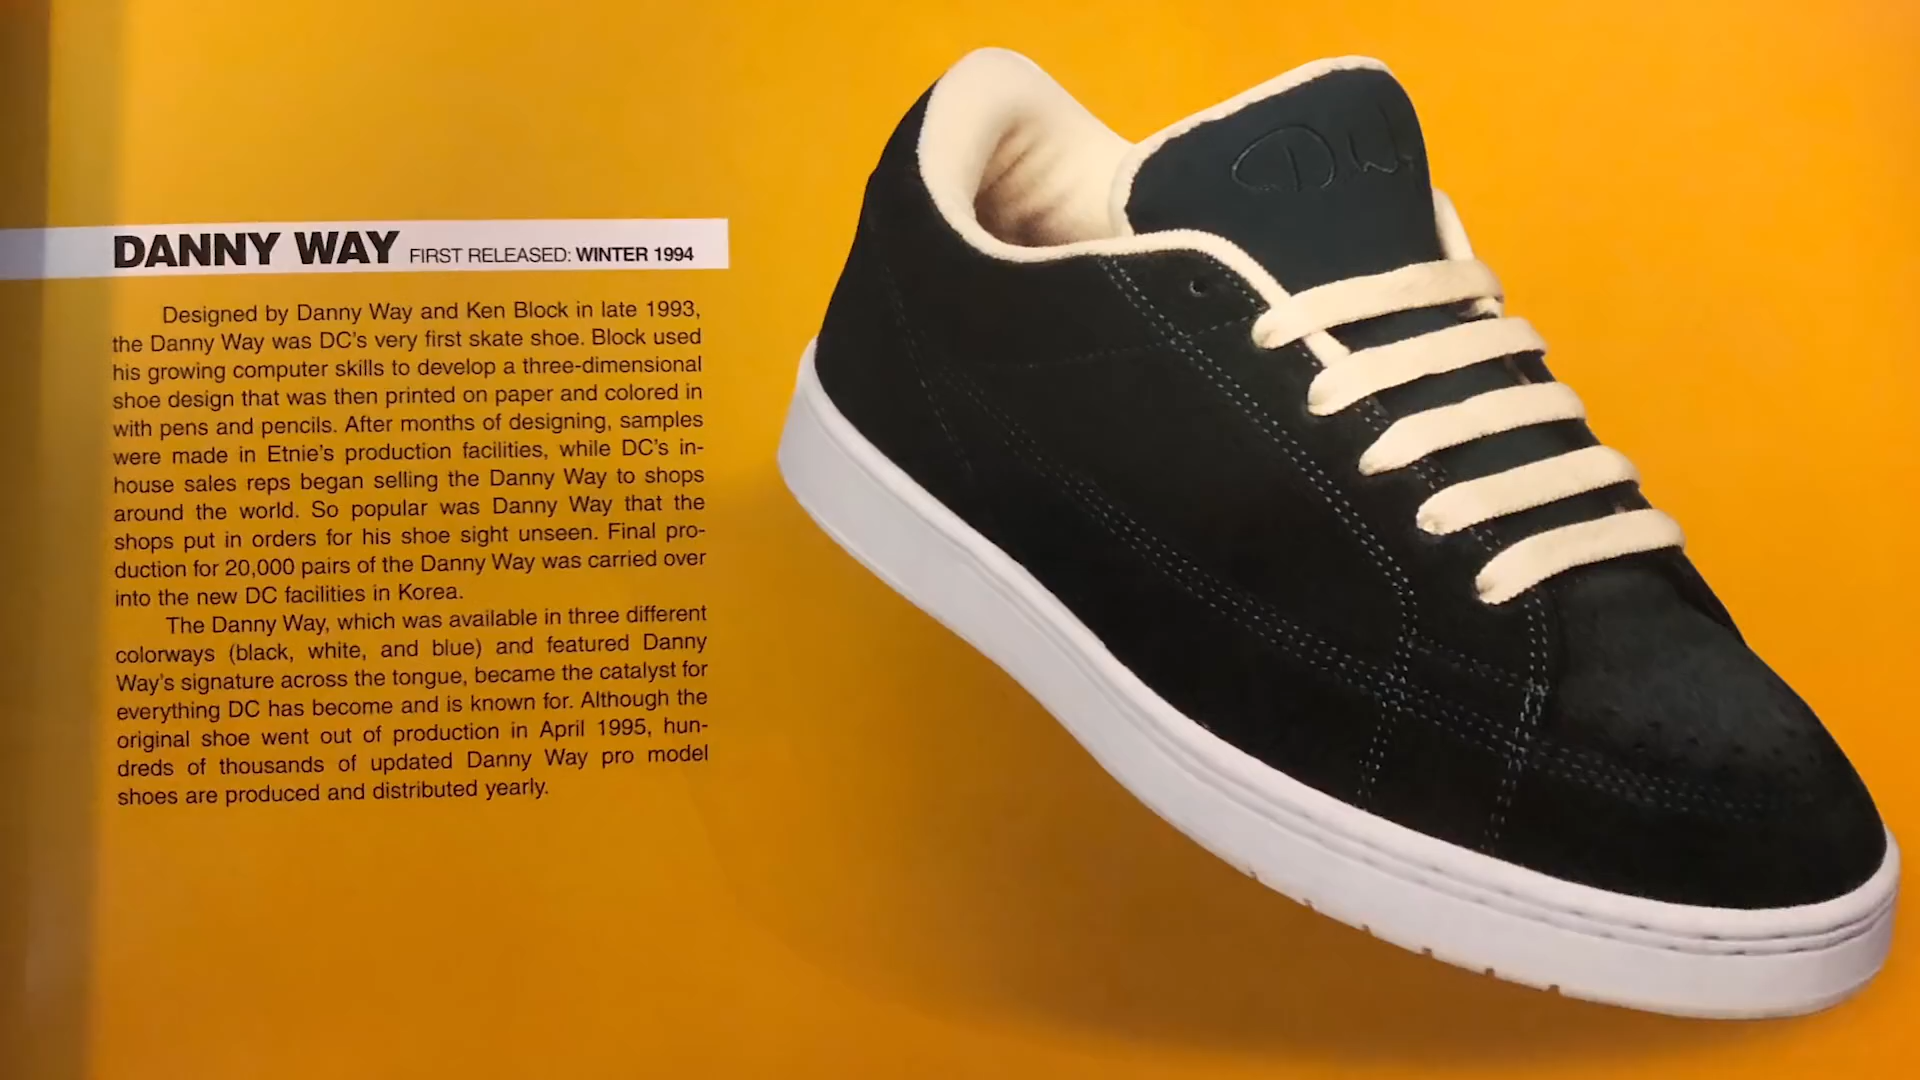 DANNY WAY FIRST RELEASED: WINTER 1994
Designed by Danny Way and Ken Block in late 1993,
the Danny Way was DC's very first skate shoe. Block used
his growing computer skills to develop a three-dimensional
shoe design that was then printed on paper and colored in
with pens and pencils. After months of designing, samples
were made in Etnie's production facilities, while DC's in-
house sales reps began selling the Danny Way to shops
around the world. So popular was Danny Way that the
shops put in orders for his shoe sight unseen. Final pro-
duction for 20,000 pairs of the Danny Way was carried over
into the new DC facilities in Korea.
The Danny Way, which was available in three different
colorways (black, white, and blue) and featured Danny
Way's signature across the tongue, became the catalyst for
everything DC has become and is known for. Although the
original shoe went out of production in April 1995, hun-
dreds of thousands of updated Danny Way pro model
shoes are produced and distributed yearly.
D.W.